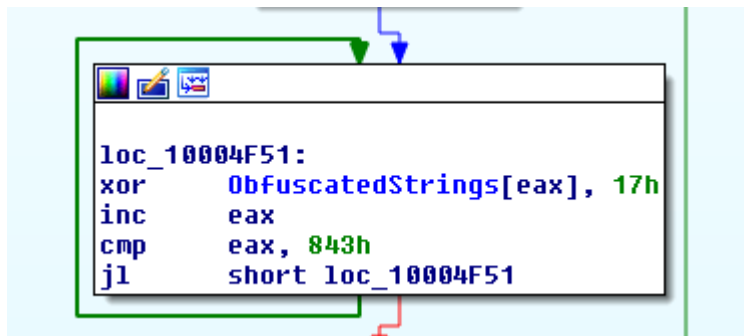 loc_10004F51:
xor ObfuscatedStrings[eax], 17h
inc eax
cmp eax, 843h
jl short loc_10004F51